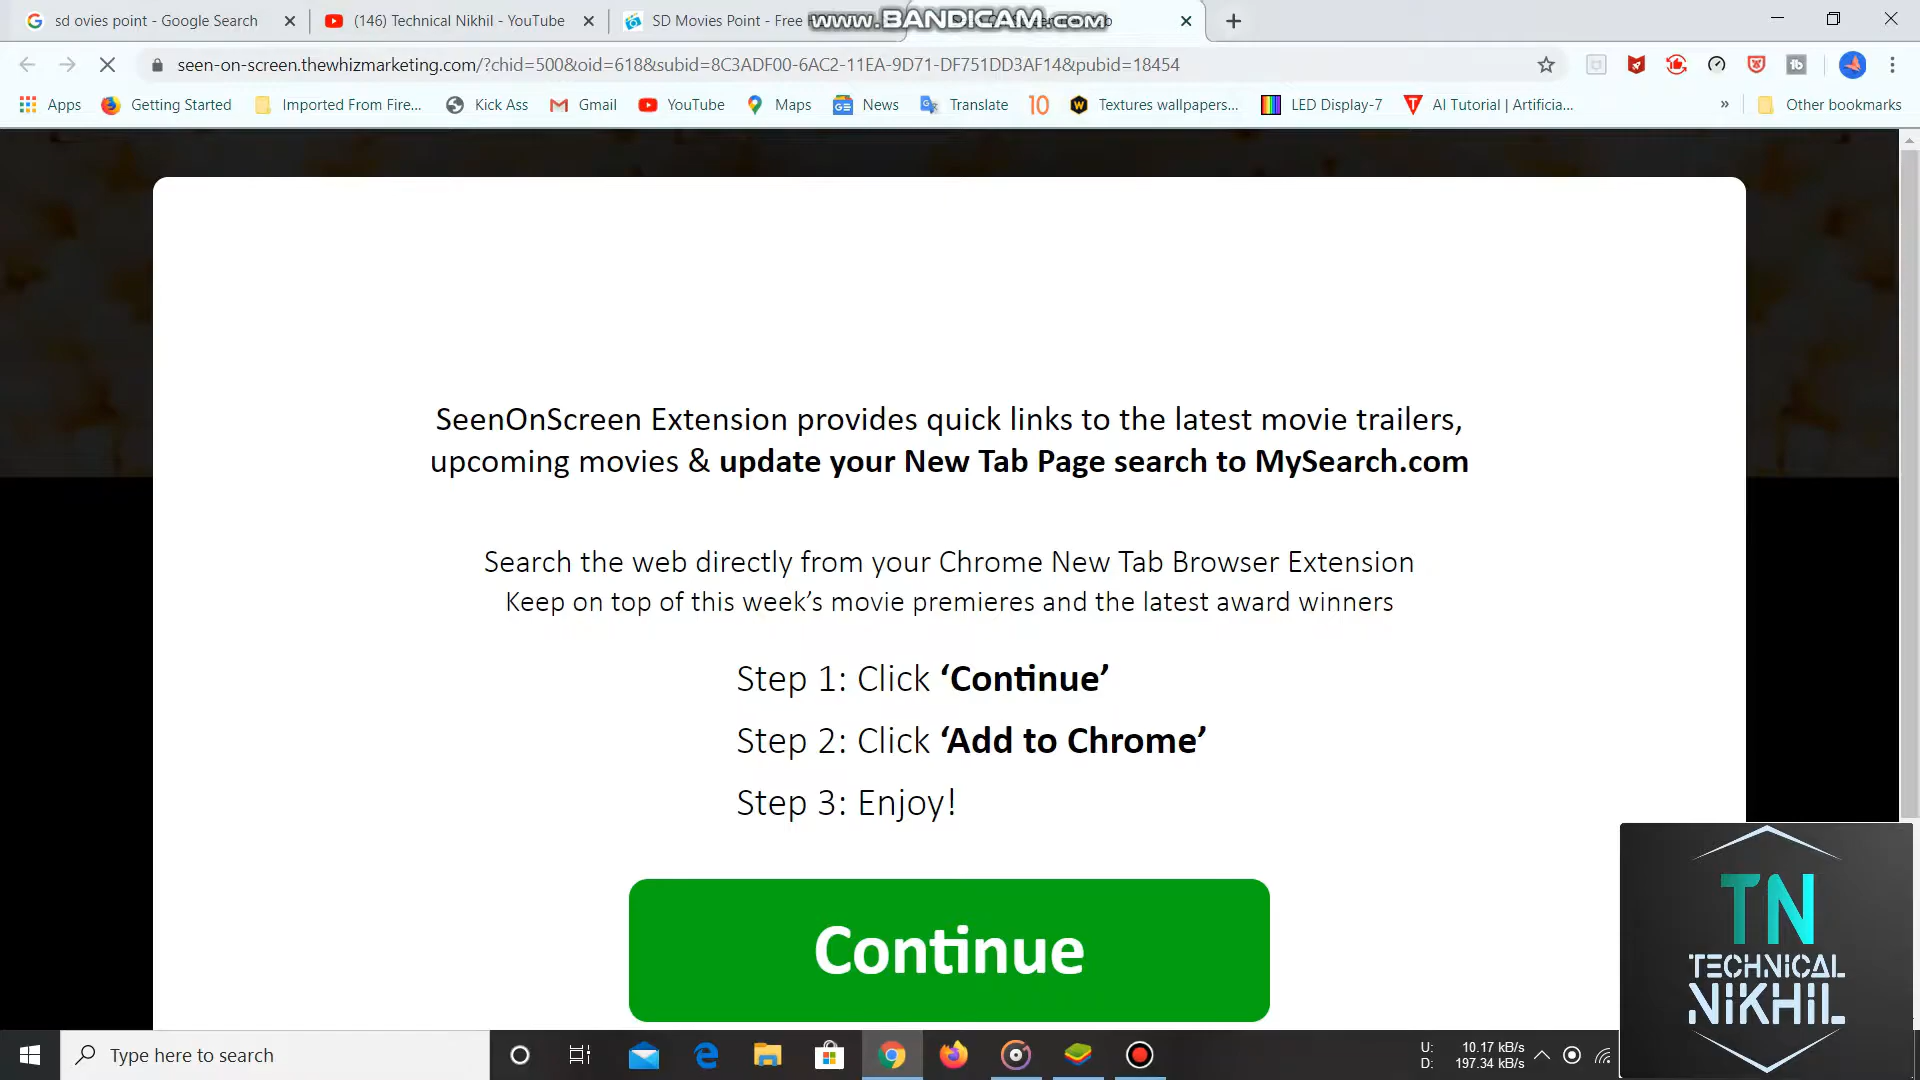 sd ovies point - Google Search
(146) Technical Nikhil - YouTube
SD Movies Point - Free
www.BANDICAM.com
seen-on-screen.thewhizmarketing.com/?chid=500&oid=618&subid=8C3ADF00-6AC2-11EA-9D71-DF751DD3AF14&pubid=18454
Apps
Getting Started
Imported From Fire...
Kick Ass
Gmail
YouTube
Maps
News
Translate
10
Textures wallpapers...
LED Display-7
AI Tutorial | Artificia...
»
Other bookmarks
SeenOnScreen Extension provides quick links to the latest movie trailers,
upcoming movies & update your New Tab Page search to MySearch.com
Search the web directly from your Chrome New Tab Browser Extension
Keep on top of this week’s movie premieres and the latest award winners
Step 1: Click ‘Continue’
Step 2: Click ‘Add to Chrome’
Step 3: Enjoy!
Continue
TN
TECHNICAL
NIKHIL
Type here to search
U: 10.17 kB/s
D: 197.34 kB/s